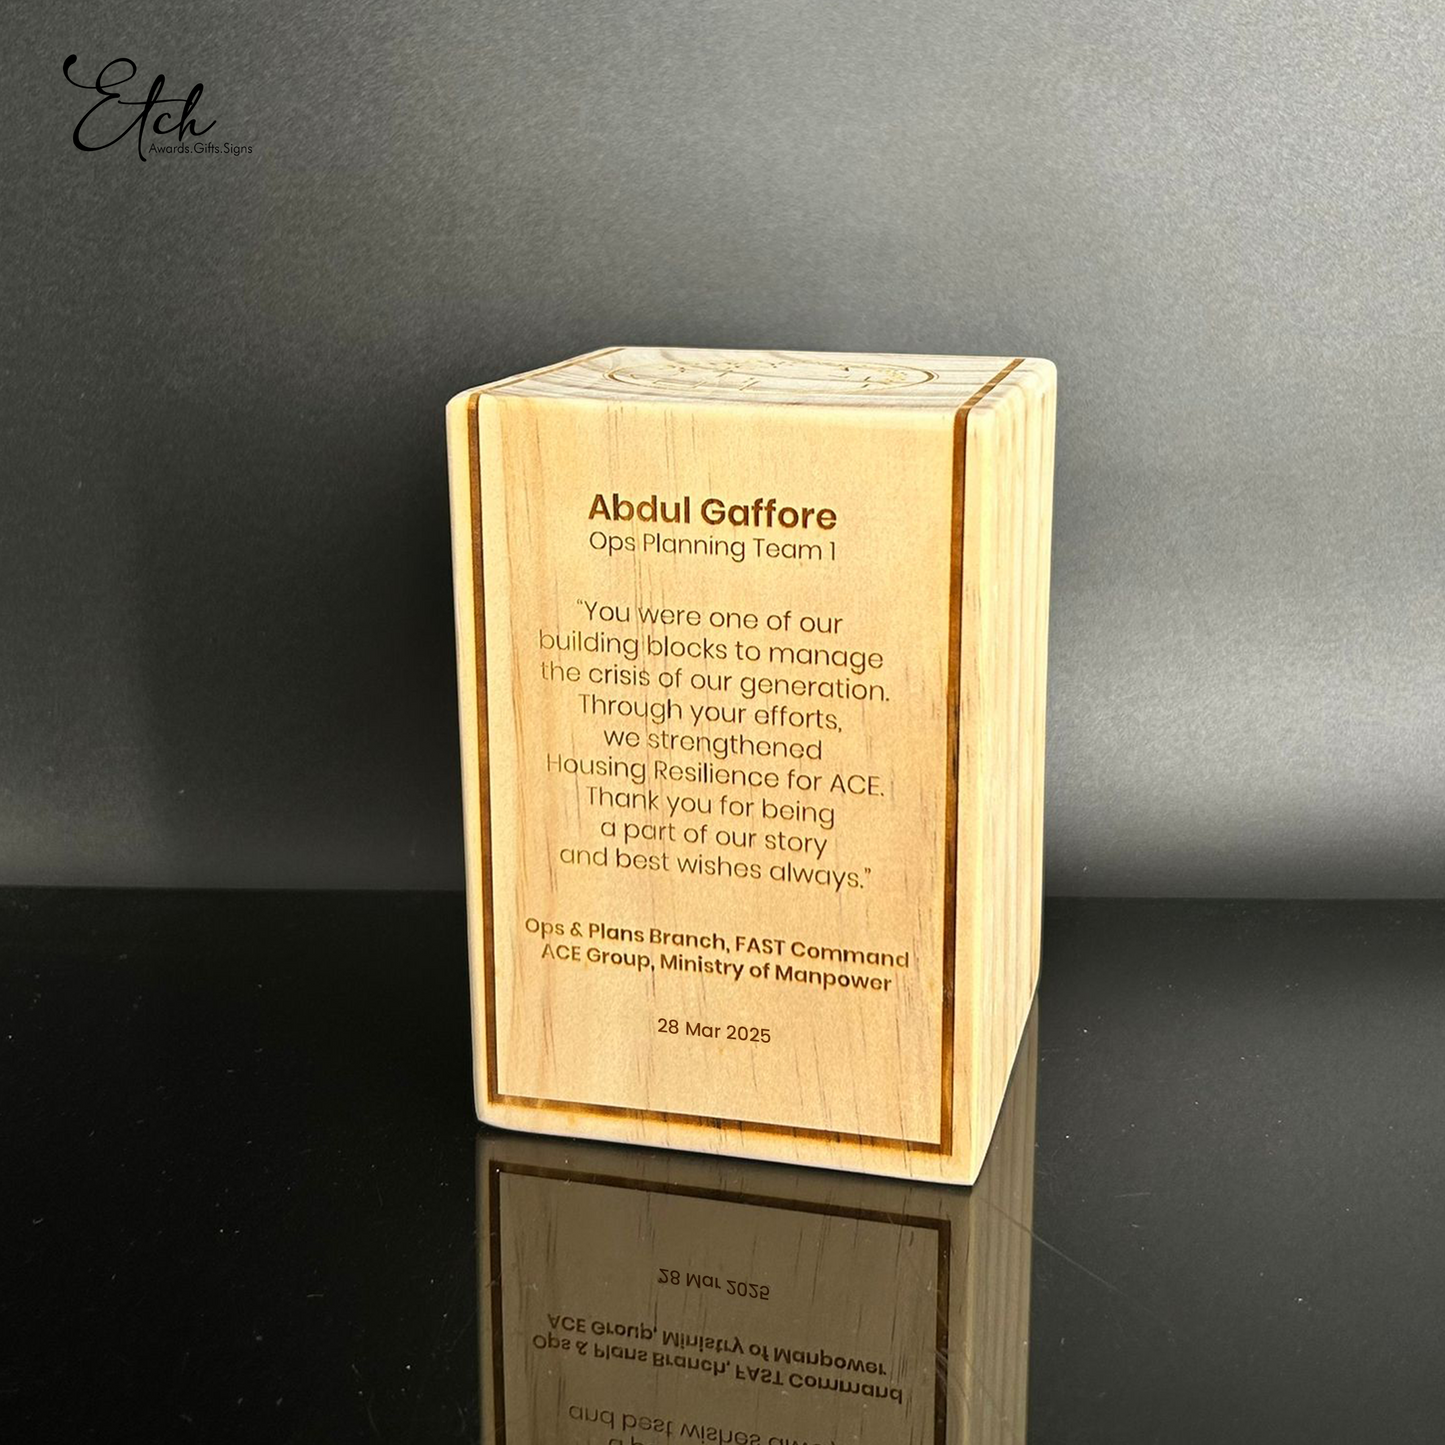 Etch
Awards.Gifts.Signs
Abdul Gaffore
Ops Planning Team 1
“You were one of our
building blocks to manage
the crisis of our generation.
Through your efforts,
we strengthened
Housing Resilience for ACE.
Thank you for being
a part of our story
and best wishes always.”
Ops & Plans Branch, FAST Command
ACE Group, Ministry of Manpower
28 Mar 2025